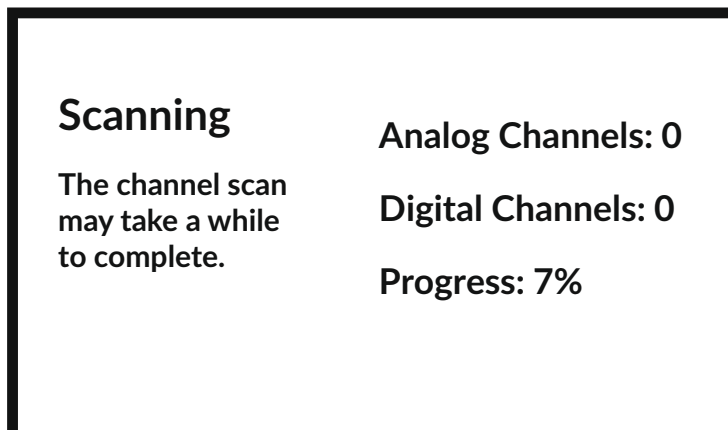 Scanning
The channel scan
may take a while
to complete.
Analog Channels: 0
Digital Channels: 0
Progress: 7%